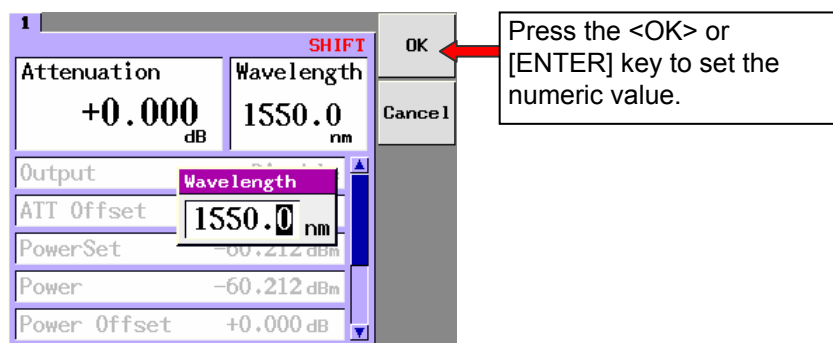 1
SHIFT
OK
Attenuation
+0.000
dB
Wavelength
1550.0
nm
Cancel
Output
ATT Offset
Wavelength
1550.0 nm
PowerSet -60.212 dBm
Power -60.212 dBm
Power Offset +0.000 dB
Press the <OK> or
[ENTER] key to set the
numeric value.